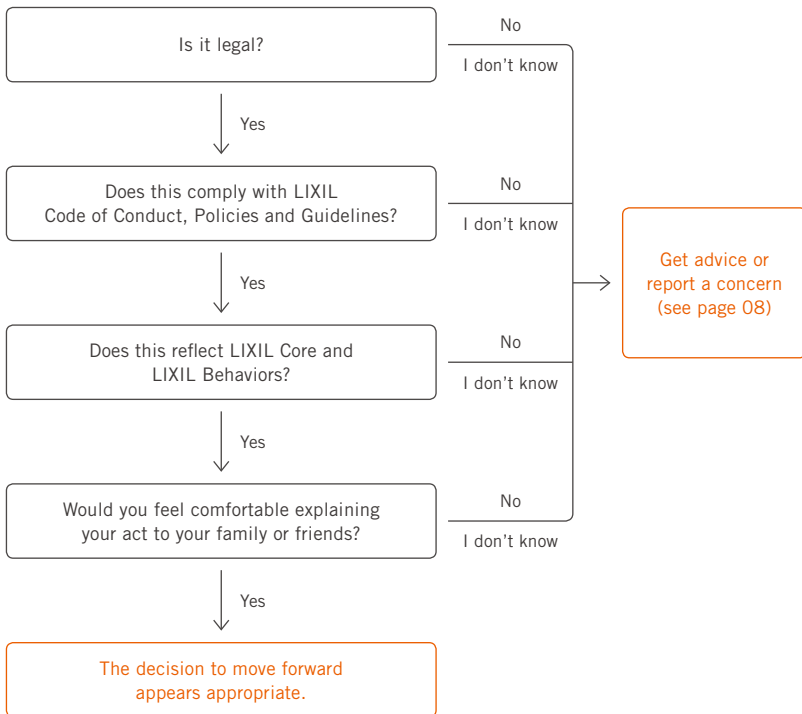 Is it legal?
No
I don't know
Yes
Does this comply with LIXIL
Code of Conduct, Policies and Guidelines?
No
I don't know
Yes
Get advice or
report a concern
(see page 08)
Does this reflect LIXIL Core and
LIXIL Behaviors?
No
I don't know
Yes
Would you feel comfortable explaining
your act to your family or friends?
No
I don't know
Yes
The decision to move forward
appears appropriate.